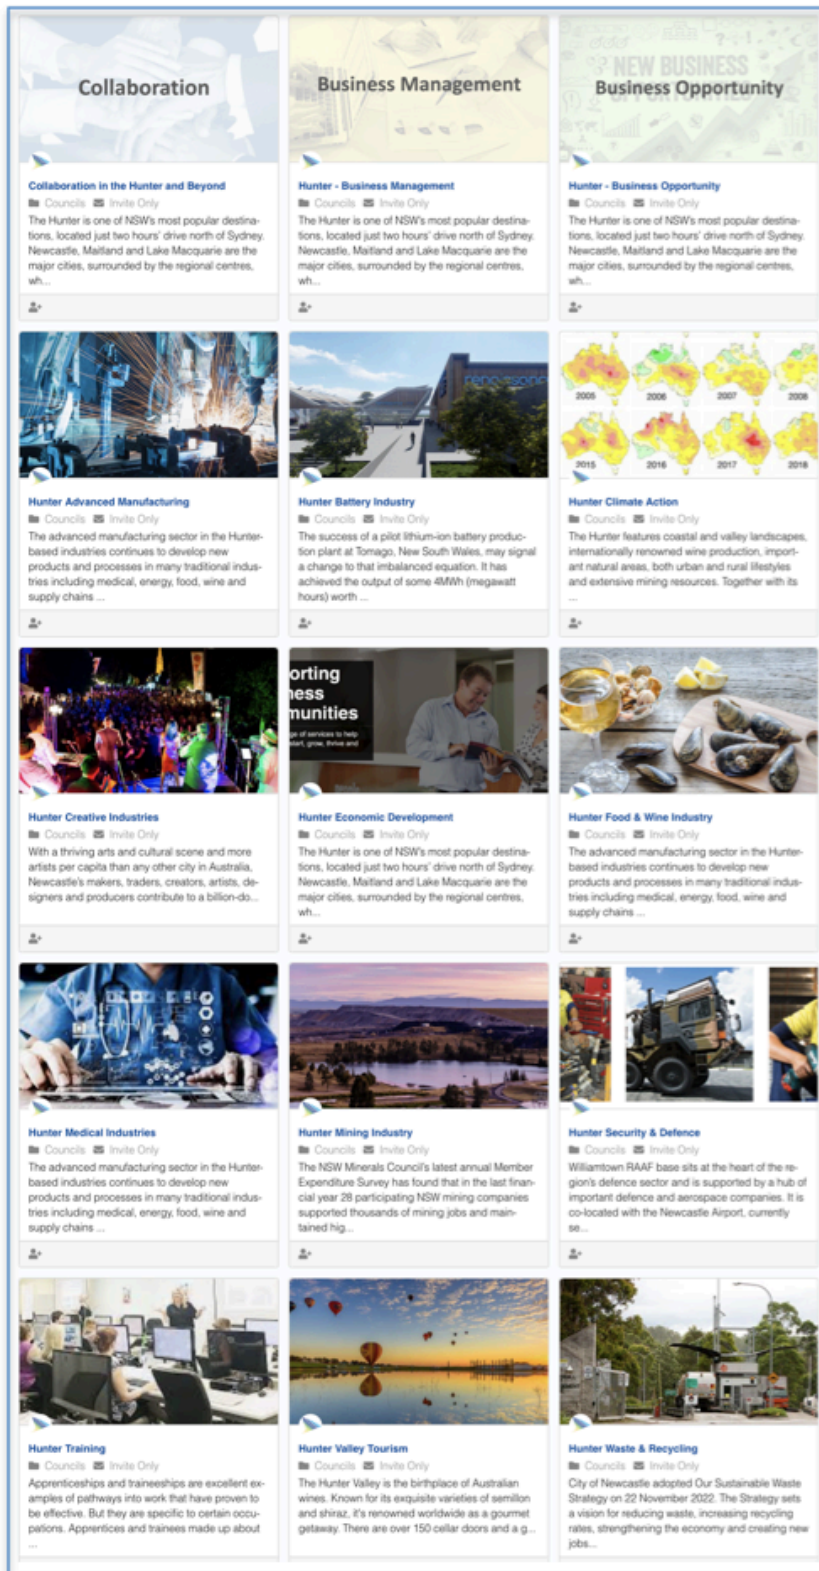 Collaboration
Collaboration in the Hunter and Beyond
Councils Invite Only
The Hunter is one of NSW's most popular destina-
tions, located just two hours' drive north of Sydney.
Newcastle, Maitland and Lake Macquarie are the
major cities, surrounded by the regional centres,
wh...
Business Management
Hunter - Business Management
Councils Invite Only
The Hunter is one of NSW's most popular destina-
tions, located just two hours' drive north of Sydney.
Newcastle, Maitland and Lake Macquarie are the
major cities, surrounded by the regional centres,
wh...
NEW BUSINESS
Business Opportunity
Hunter - Business Opportunity
Councils Invite Only
The Hunter is one of NSW's most popular destina-
tions, located just two hours' drive north of Sydney.
Newcastle, Maitland and Lake Macquarie are the
major cities, surrounded by the regional centres,
wh...
Hunter Advanced Manufacturing
Councils Invite Only
The advanced manufacturing sector in the Hunter-
based industries continues to develop new
products and processes in many traditional indus-
tries including medical, energy, food, wine and
supply chains ...
Hunter Battery Industry
Councils Invite Only
The success of a pilot lithium-ion battery produc-
tion plant at Tomago, New South Wales, may signal
a change to that imbalanced equation. It has
achieved the output of some 4MWh (megawatt
hours) worth ...
2005 2006 2007 2008
2015 2016 2017 2018
Hunter Climate Action
Councils Invite Only
The Hunter features coastal and valley landscapes,
internationally renowned wine production, import-
ant natural areas, both urban and rural lifestyles
and extensive mining resources. Together with its
...
Hunter Creative Industries
Councils Invite Only
With a thriving arts and cultural scene and more
artists per capita than any other city in Australia,
Newcastle's makers, traders, creators, artists, de-
signers and producers contribute to a billion-do...
orting
ness
munities
ge of services to help
start, grow, thrive and
Hunter Economic Development
Councils Invite Only
The Hunter is one of NSW's most popular destina-
tions, located just two hours' drive north of Sydney.
Newcastle, Maitland and Lake Macquarie are the
major cities, surrounded by the regional centres,
wh...
Hunter Food & Wine Industry
Councils Invite Only
The advanced manufacturing sector in the Hunter-
based industries continues to develop new
products and processes in many traditional indus-
tries including medical, energy, food, wine and
supply chains ...
Hunter Medical Industries
Councils Invite Only
The advanced manufacturing sector in the Hunter-
based industries continues to develop new
products and processes in many traditional indus-
tries including medical, energy, food, wine and
supply chains ...
Hunter Mining Industry
Councils Invite Only
The NSW Minerals Council's latest annual Member
Expenditure Survey has found that in the last finan-
cial year 28 participating NSW mining companies
supported thousands of mining jobs and main-
tained hig...
Hunter Security & Defence
Councils Invite Only
Williamtown RAAF base sits at the heart of the re-
gion's defence sector and is supported by a hub of
important defence and aerospace companies. It is
co-located with the Newcastle Airport, currently
se...
Hunter Training
Councils Invite Only
Apprenticeships and traineeships are excellent ex-
amples of pathways into work that have proven to
be effective. But they are specific to certain occu-
pations. Apprentices and trainees made up about
...
Hunter Valley Tourism
Councils Invite Only
The Hunter Valley is the birthplace of Australian
wines. Known for its exquisite varieties of semillon
and shiraz, it's renowned worldwide as a gourmet
getaway. There are over 150 cellar doors and a g...
Hunter Waste & Recycling
Councils Invite Only
City of Newcastle adopted Our Sustainable Waste
Strategy on 22 November 2022. The Strategy sets
a vision for reducing waste, increasing recycling
rates, strengthening the economy and creating new
jobs...